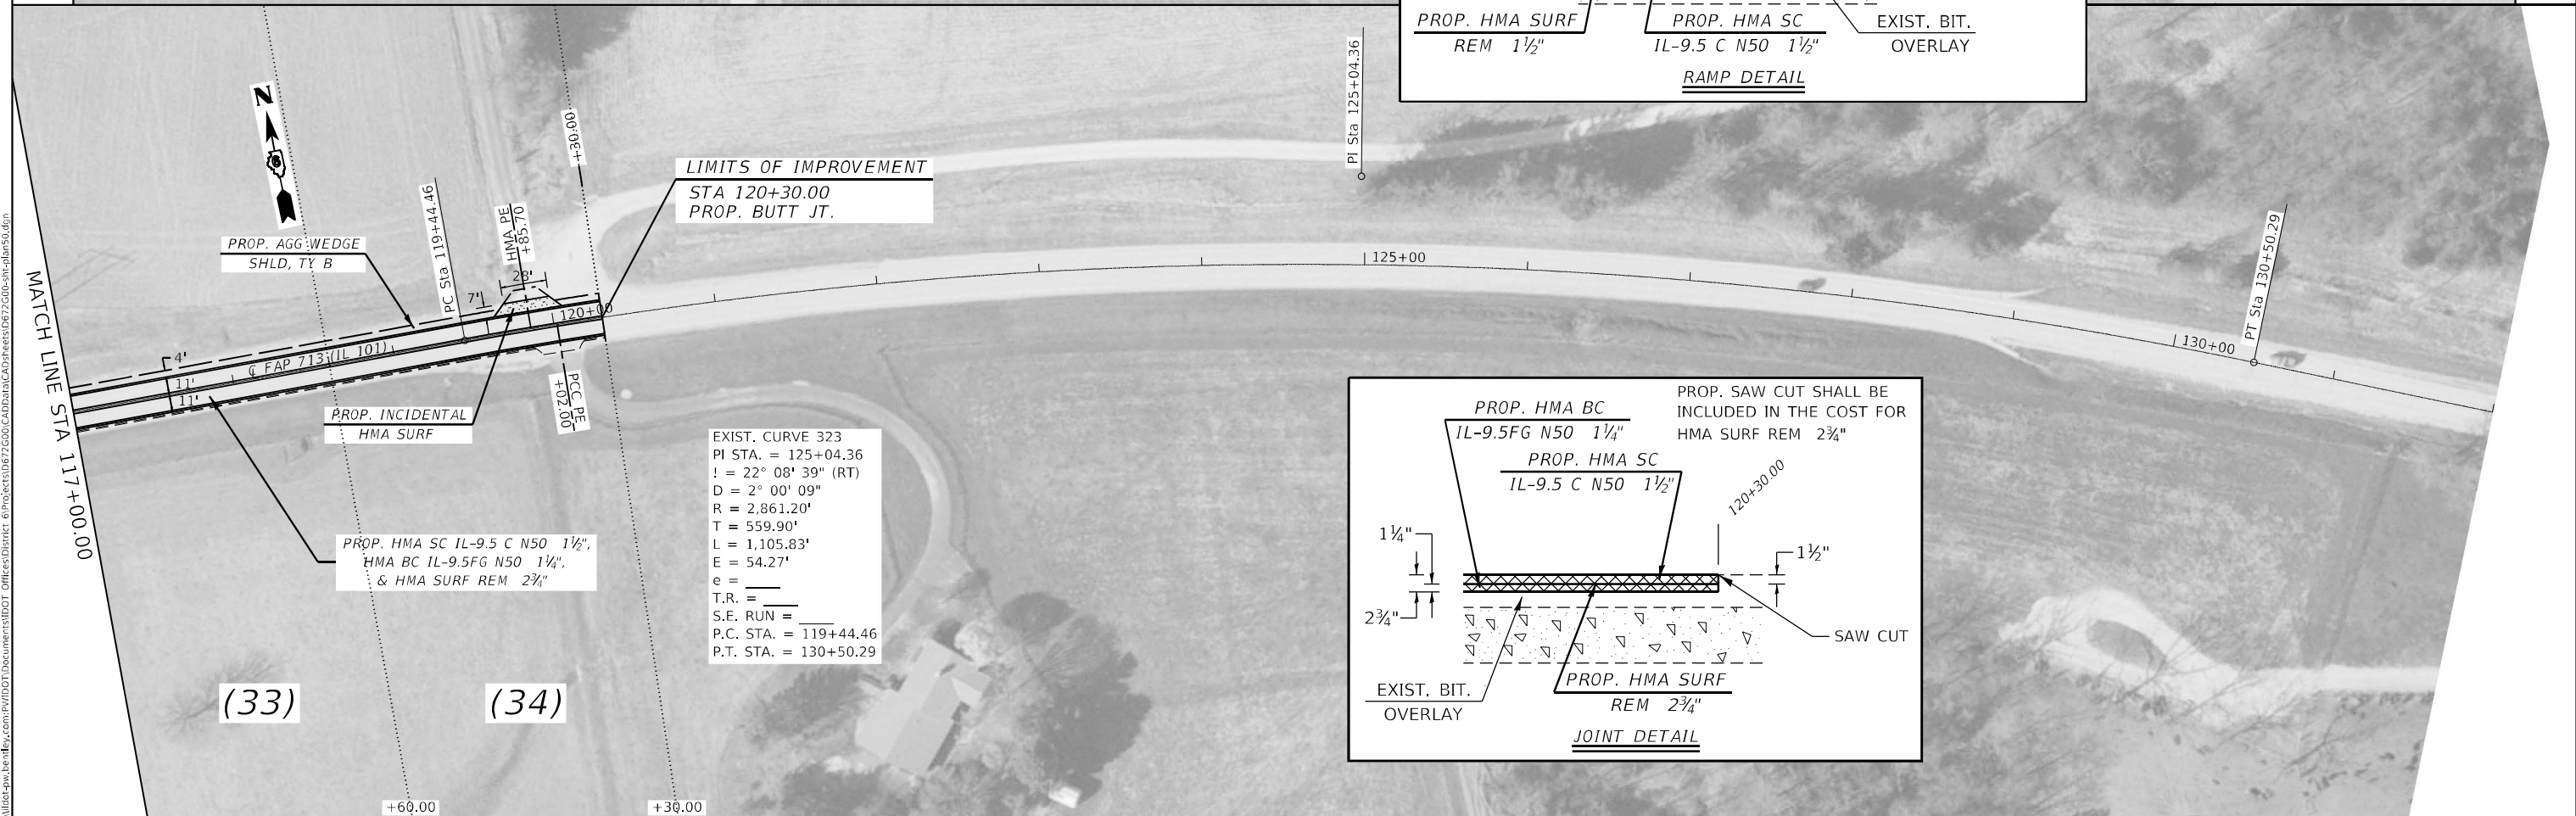 PROP. HMA SURF
REM 1½"
PROP. HMA SC
IL-9.5 C N50 1½"
EXIST. BIT.
OVERLAY
RAMP DETAIL
N
6
+30.00
PI Sta 125+04.36
LIMITS OF IMPROVEMENT
STA 120+30.00
PROP. BUTT JT.
PROP. AGG WEDGE
SHLD, TY B
PC Sta 119+44.46
HMA PE
+85.70
28'
7'
120+00
125+00
130+00
PT Sta 130+50.29
MATCH LINE STA 117+00.00
4'
11'
11'
℄ FAP 713 (IL 101)
PCC PE
+02.00
PROP. INCIDENTAL
HMA SURF
PROP. HMA SC IL-9.5 C N50 1½",
HMA BC IL-9.5FG N50 1¼",
& HMA SURF REM 2¾"
EXIST. CURVE 323
PI STA. = 125+04.36
! = 22° 08' 39" (RT)
D = 2° 00' 09"
R = 2,861.20'
T = 559.90'
L = 1,105.83'
E = 54.27'
e = ____
T.R. = ____
S.E. RUN = ____
P.C. STA. = 119+44.46
P.T. STA. = 130+50.29
(33)
(34)
+60.00
+30.00
PROP. HMA BC
IL-9.5FG N50 1¼"
PROP. SAW CUT SHALL BE
INCLUDED IN THE COST FOR
HMA SURF REM 2¾"
PROP. HMA SC
IL-9.5 C N50 1½"
120+30.00
1¼"
1½"
2¾"
SAW CUT
EXIST. BIT.
OVERLAY
PROP. HMA SURF
REM 2¾"
JOINT DETAIL